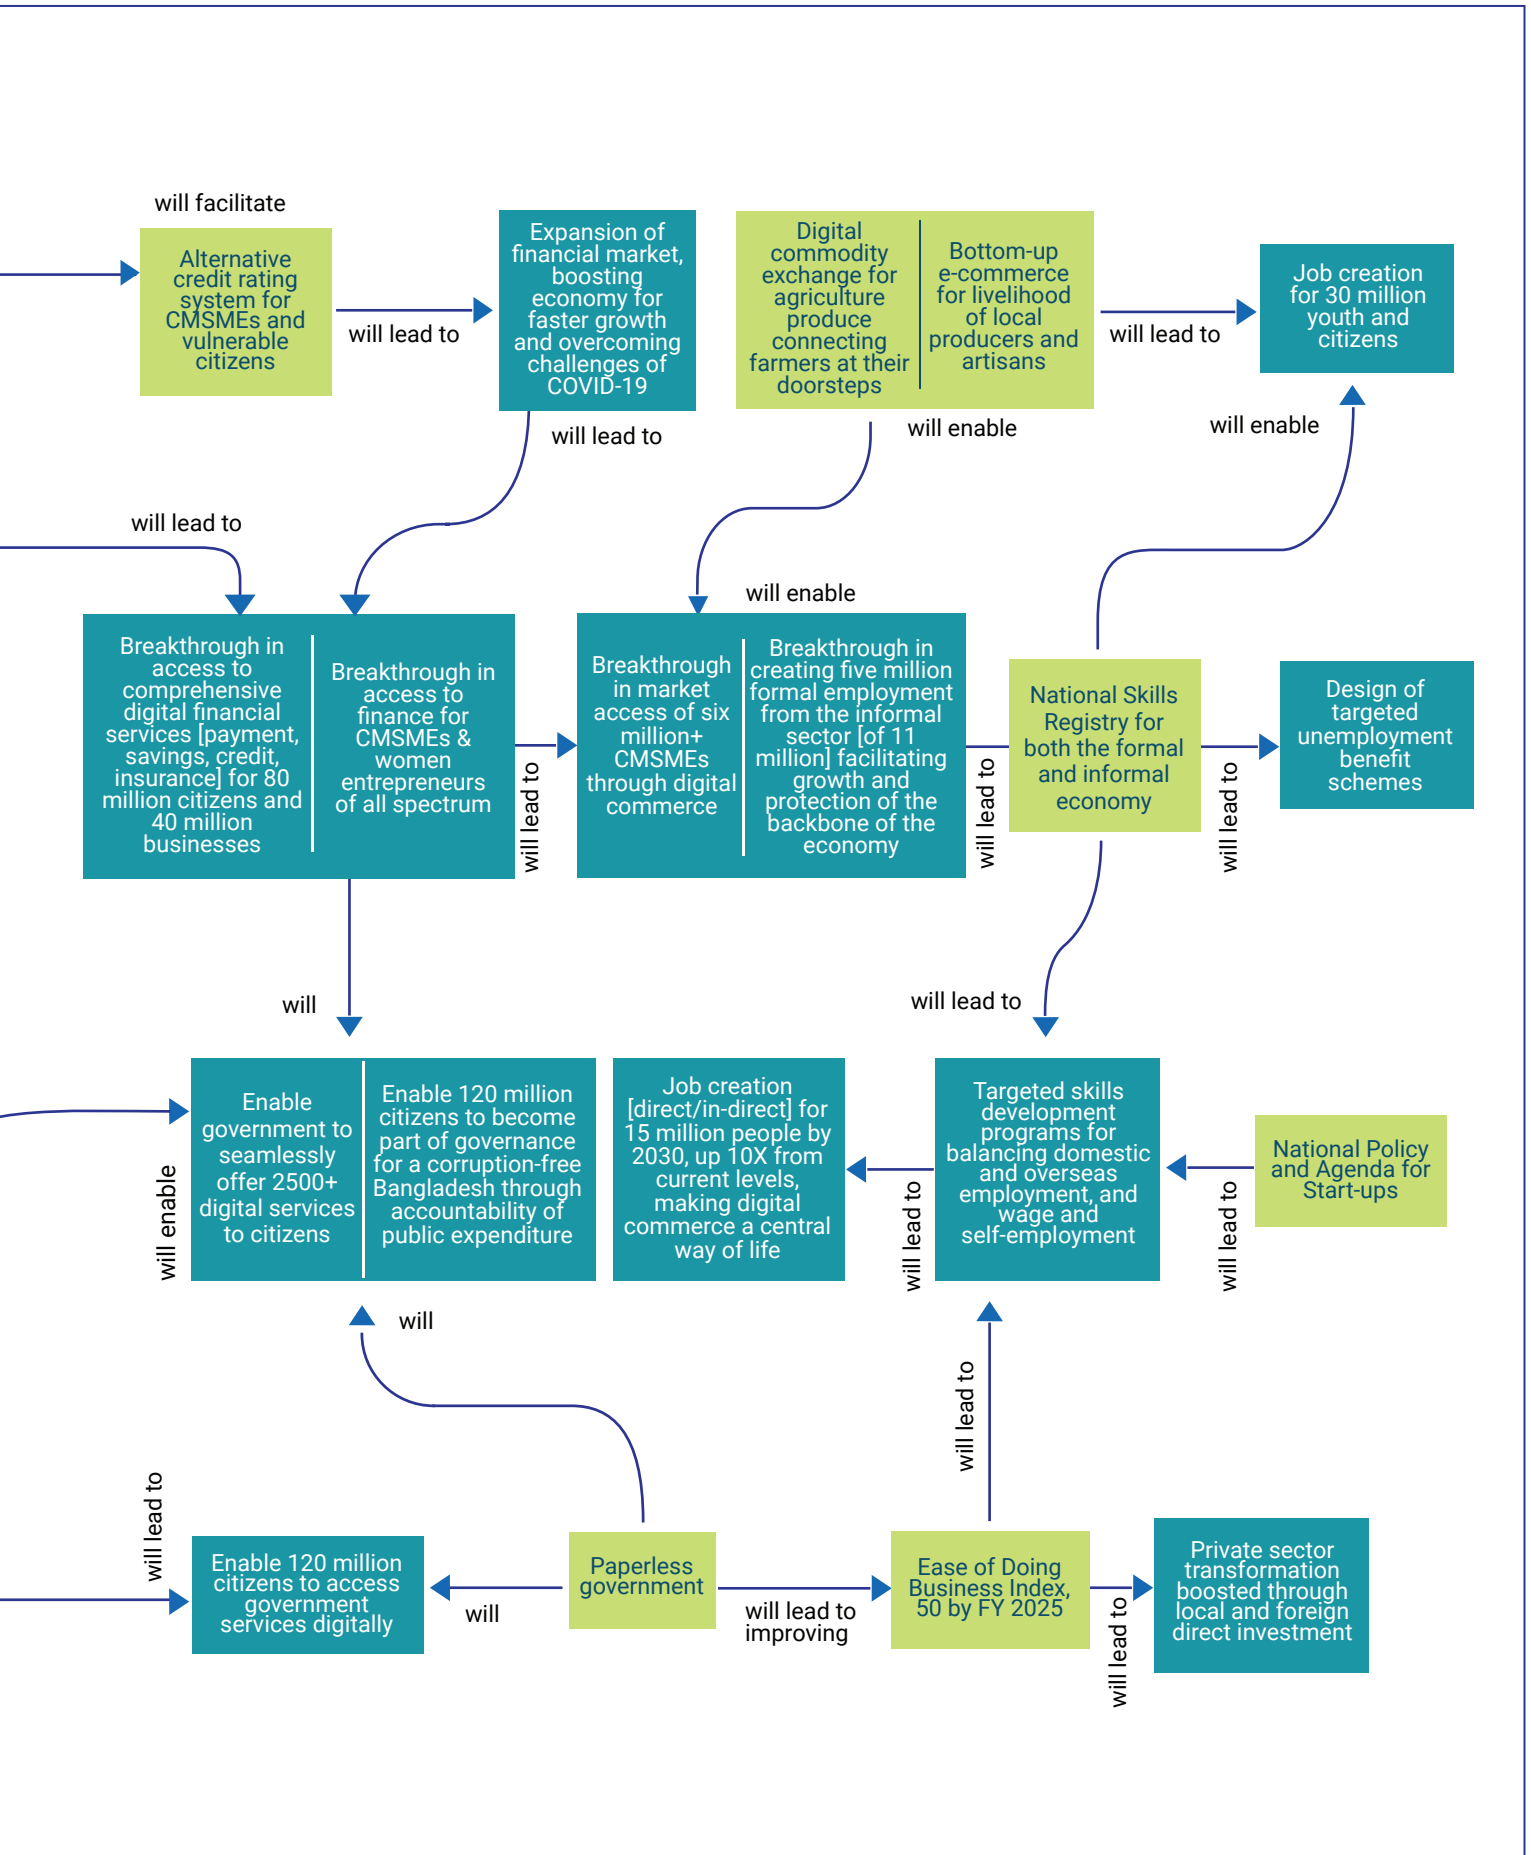 will facilitate
Alternative
credit rating
system for
CMSMEs and
vulnerable
citizens
will lead to
Expansion of
financial market,
boosting
economy for
faster growth
and overcoming
challenges of
COVID-19
will lead to
Digital
commodity
exchange for
agriculture
produce
connecting
farmers at their
doorsteps
Bottom-up
e-commerce
for livelihood
of local
producers and
artisans
will lead to
Job creation
for 30 million
youth and
citizens
will enable
will enable
will lead to
will enable
Breakthrough in
access to
comprehensive
digital financial
services [payment,
savings, credit,
insurance] for 80
million citizens and
40 million
businesses
Breakthrough in
access to
finance for
CMSMEs &
women
entrepreneurs
of all spectrum
will lead to
Breakthrough
in market
access of six
million+
CMSMEs
through digital
commerce
Breakthrough in
creating five million
formal employment
from the informal
sector [of 11
million] facilitating
growth and
protection of the
backbone of the
economy
will lead to
National Skills
Registry for
both the formal
and informal
economy
will lead to
Design of
targeted
unemployment
benefit
schemes
will
will lead to
will enable
Enable
government to
seamlessly
offer 2500+
digital services
to citizens
Enable 120 million
citizens to become
part of governance
for a corruption-free
Bangladesh through
accountability of
public expenditure
Job creation
[direct/in-direct] for
15 million people by
2030, up 10X from
current levels,
making digital
commerce a central
way of life
will lead to
Targeted skills
development
programs for
balancing domestic
and overseas
employment, and
wage and
self-employment
will lead to
National Policy
and Agenda for
Start-ups
will
will lead to
will lead to
Enable 120 million
citizens to access
government
services digitally
will
Paperless
government
will lead to
improving
Ease of Doing
Business Index,
50 by FY 2025
will lead to
Private sector
transformation
boosted through
local and foreign
direct investment